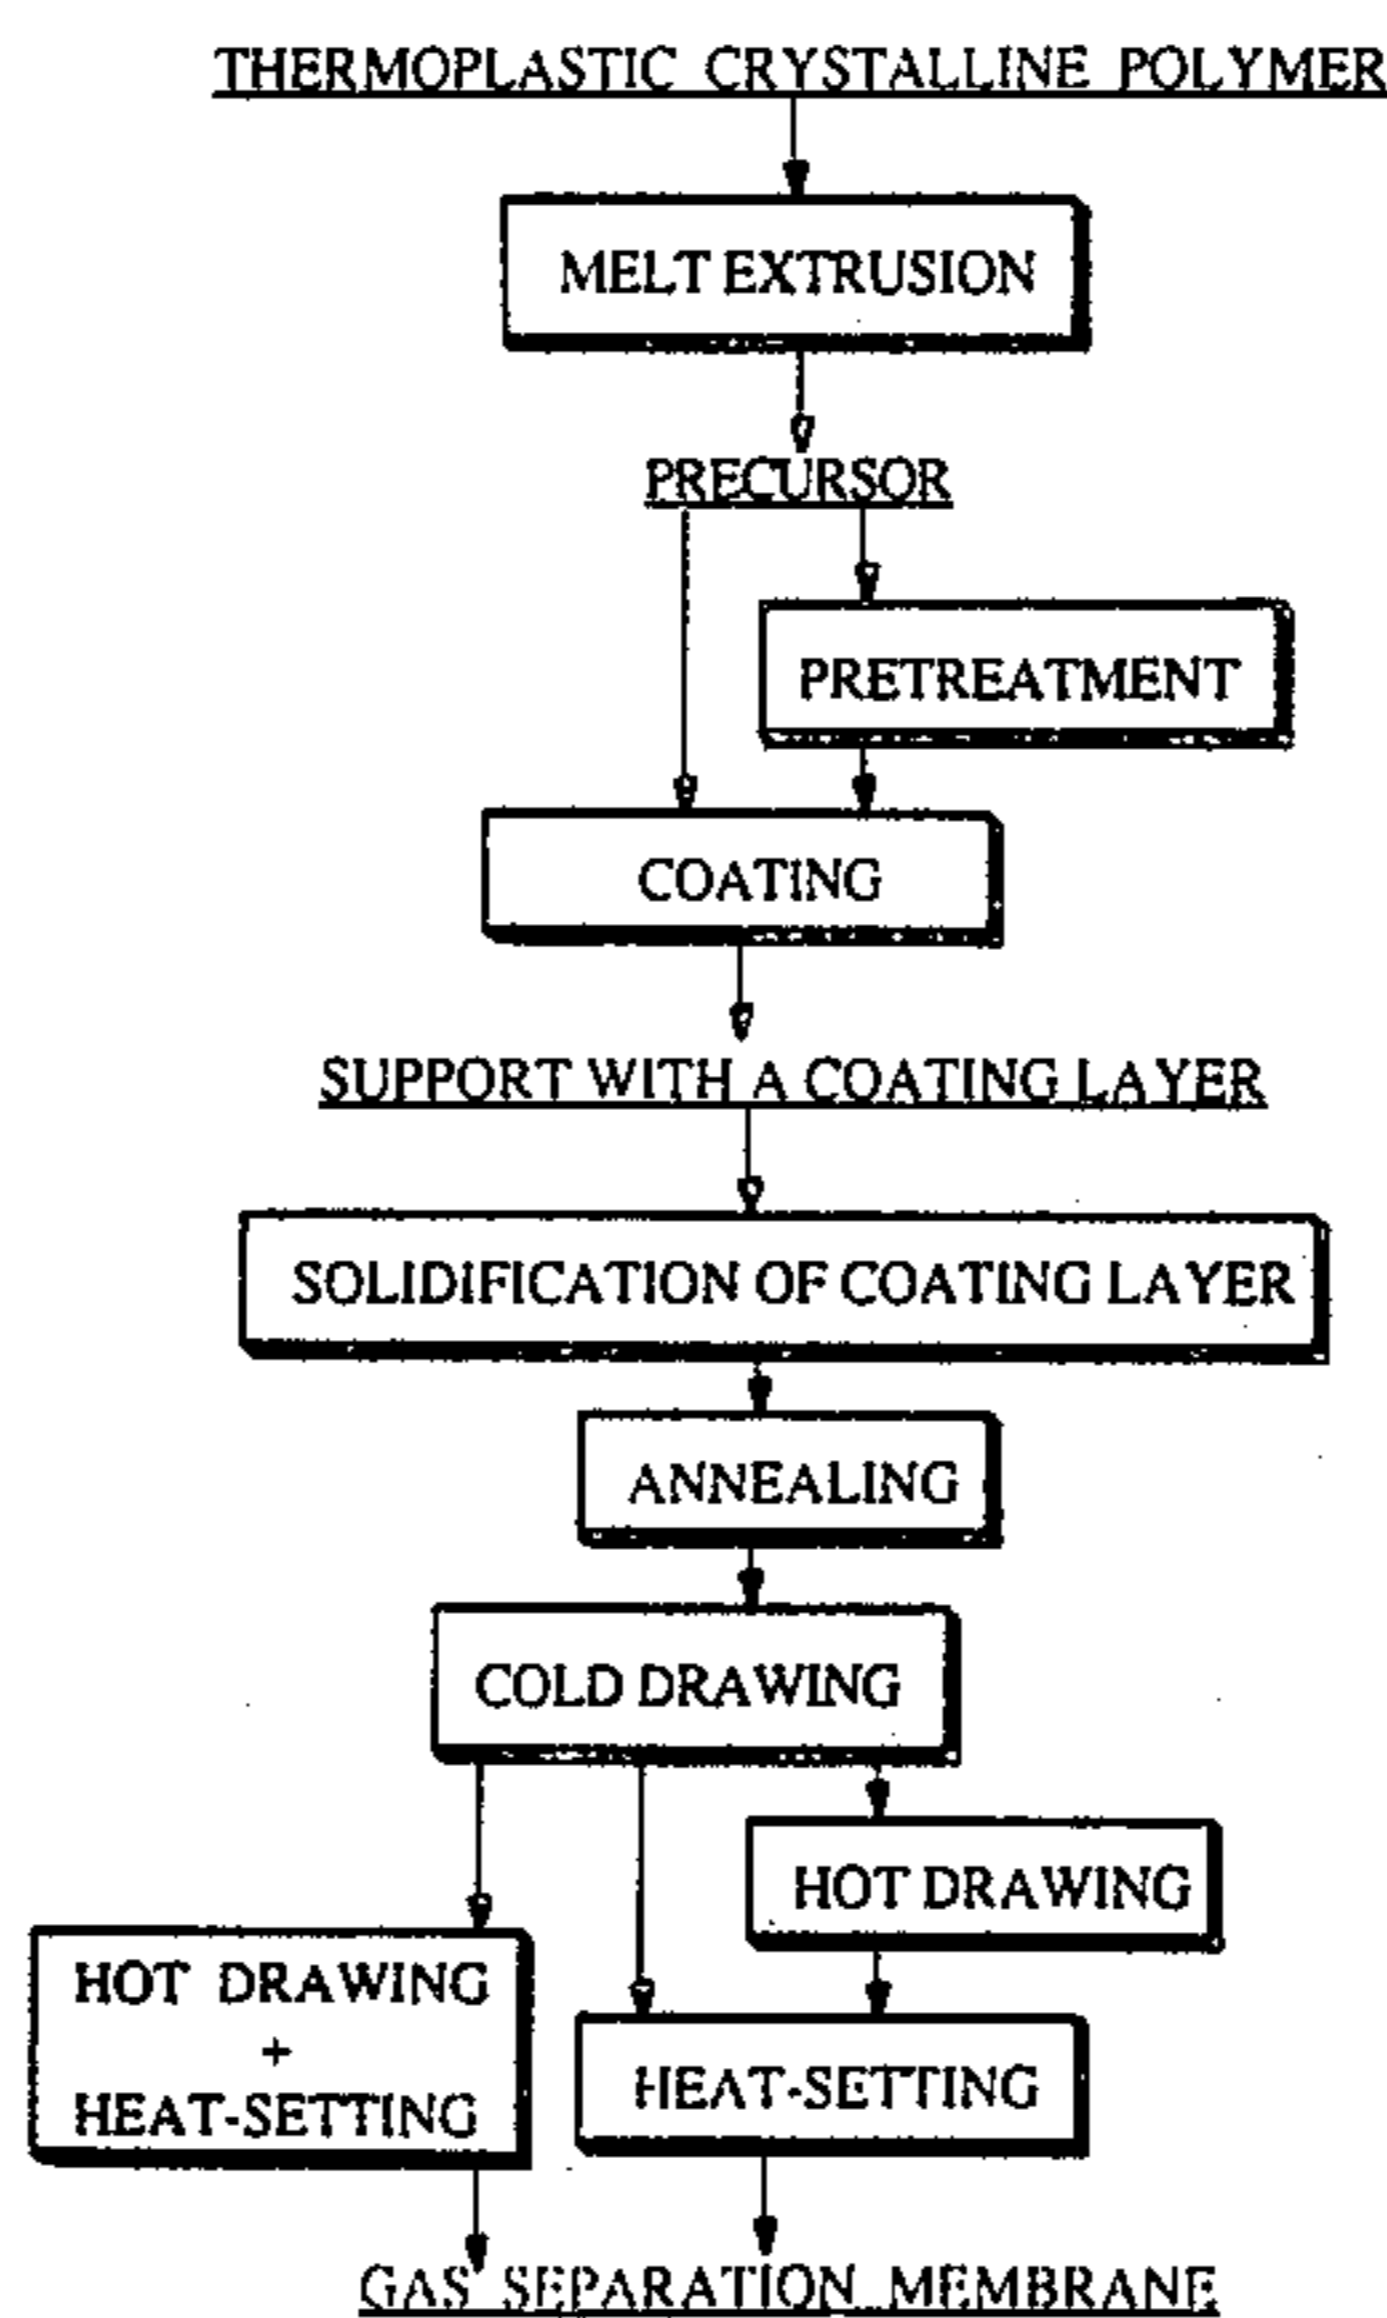 THERMOPLASTIC CRYSTALLINE POLYMER
MELT EXTRUSION
PRECURSOR
PRETREATMENT
COATING
SUPPORT WITH A COATING LAYER
SOLIDIFICATION OF COATING LAYER
ANNEALING
COLD DRAWING
HOT DRAWING
HOT DRAWING
+
HEAT-SETTING
HEAT-SETTING
GAS SEPARATION MEMBRANE